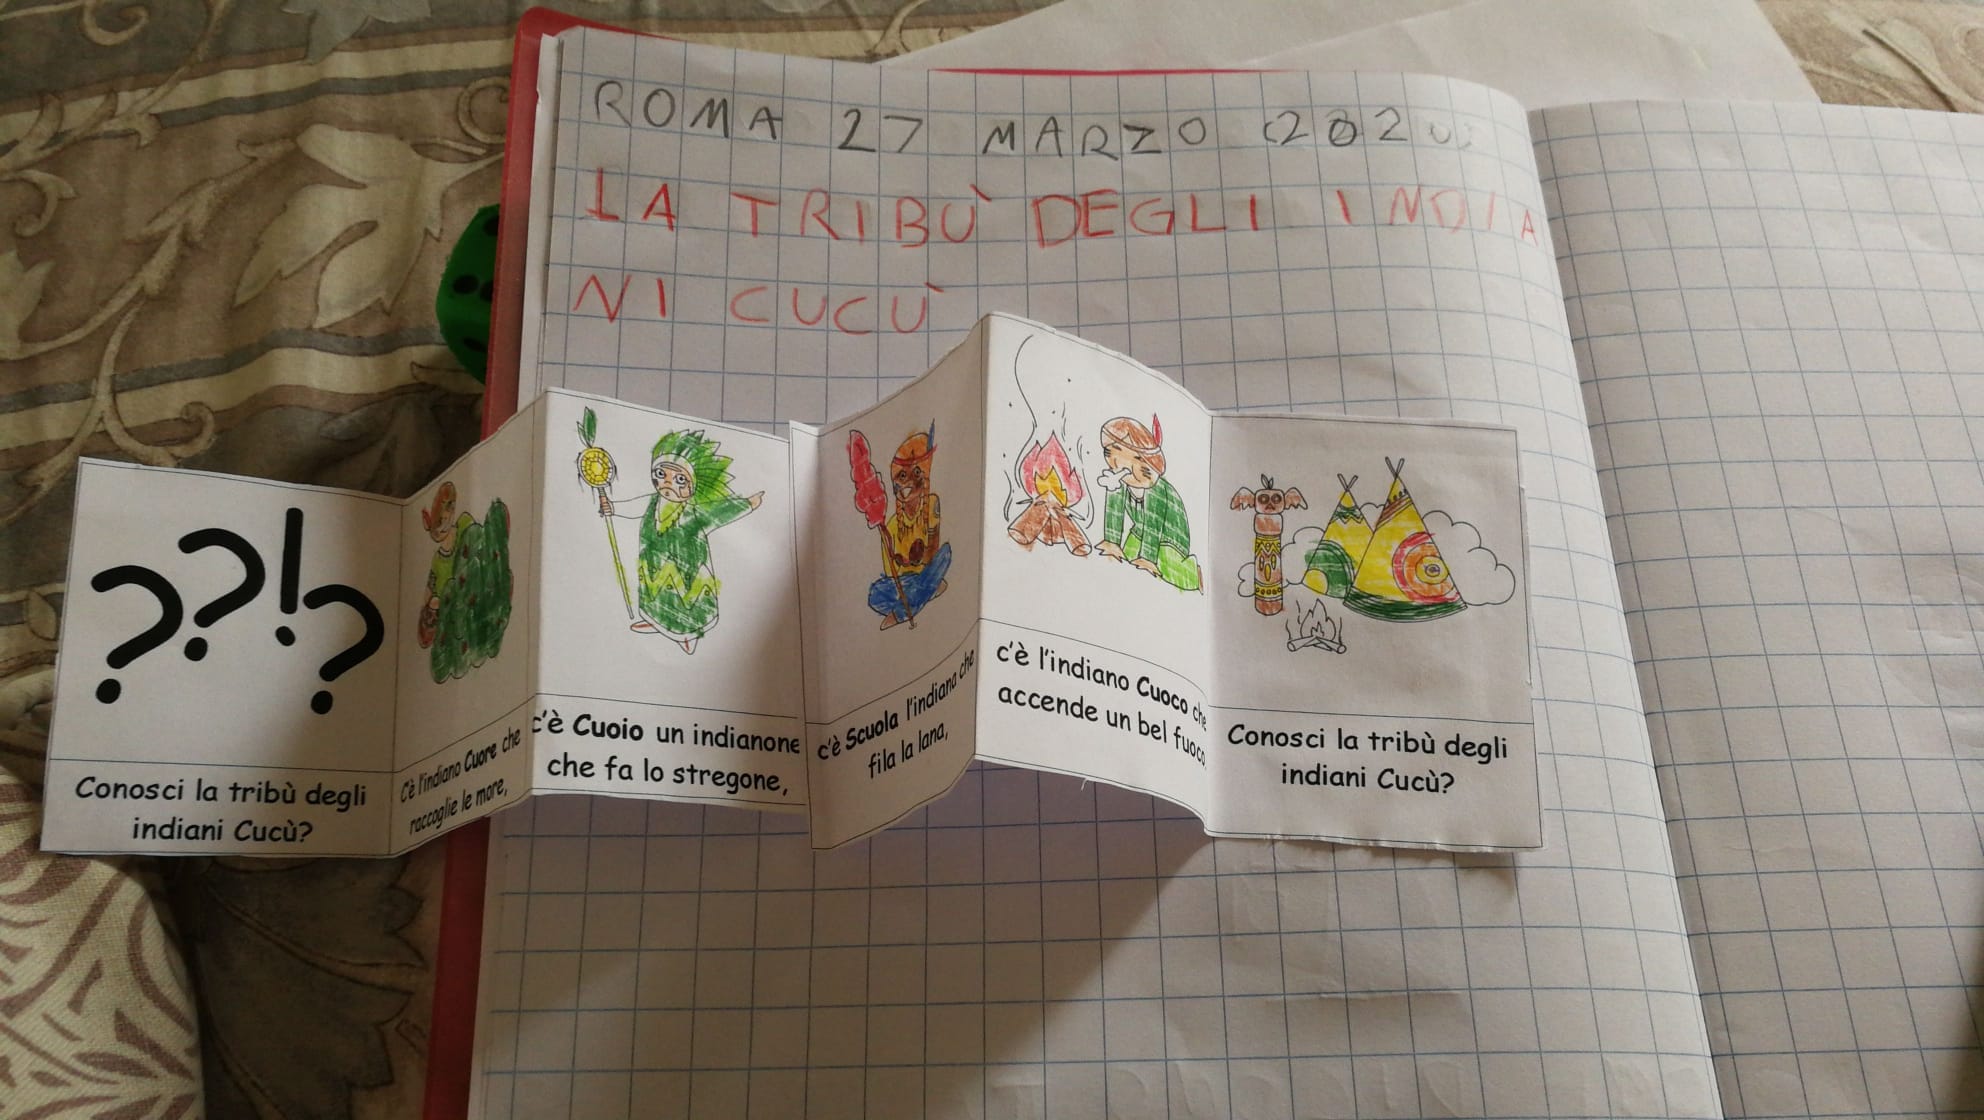 ROMA 27 MARZO (2020)
LA TRIBÙ DEGLI INDIA
NI CUCÙ
??!?
Conosci la tribù degli
indiani Cucù?
C'è l'indiano Cuore che
raccoglie le more,
c'è Cuoio un indianone
che fa lo stregone,
c'è Scuola l'indiana che
fila la lana,
c'è l'indiano Cuoco che
accende un bel fuoco
Conosci la tribù degli
indiani Cucù?